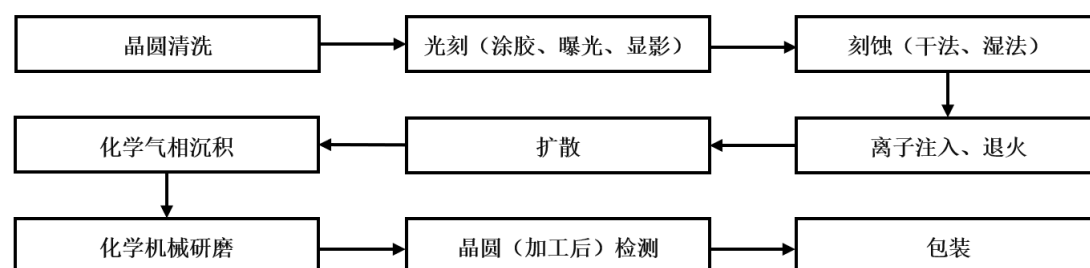 晶圆清洗
光刻（涂胶、曝光、显影）
刻蚀（干法、湿法）
离子注入、退火
扩散
化学气相沉积
化学机械研磨
晶圆（加工后）检测
包装